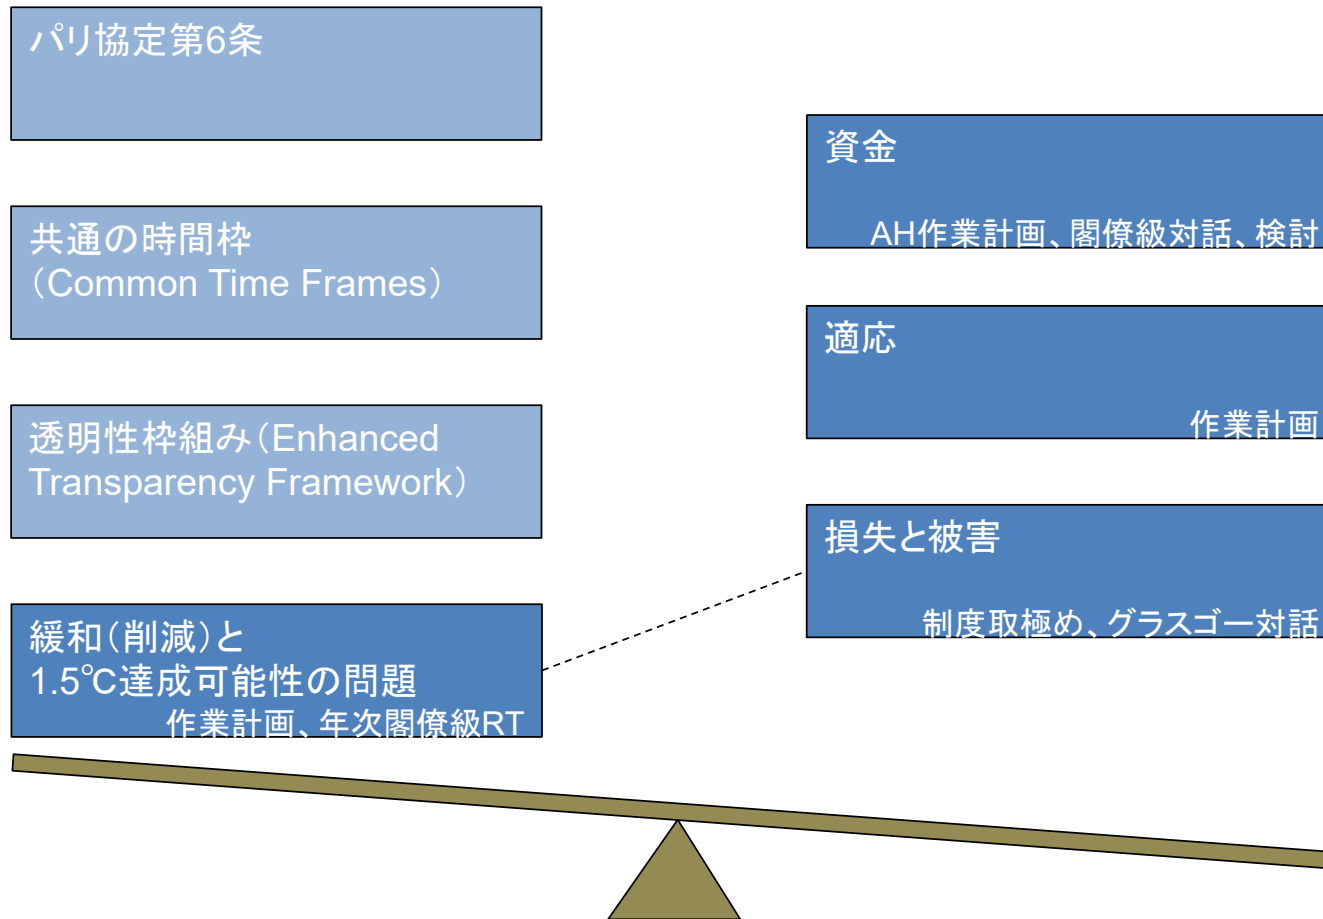 パリ協定第6条
共通の時間枠
（Common Time Frames）
透明性枠組み（Enhanced
Transparency Framework）
緩和（削減）と
1.5℃達成可能性の問題
作業計画、年次閣僚級RT
資金
AH作業計画、閣僚級対話、検討
適応
作業計画
損失と被害
制度取極め、グラスゴー対話